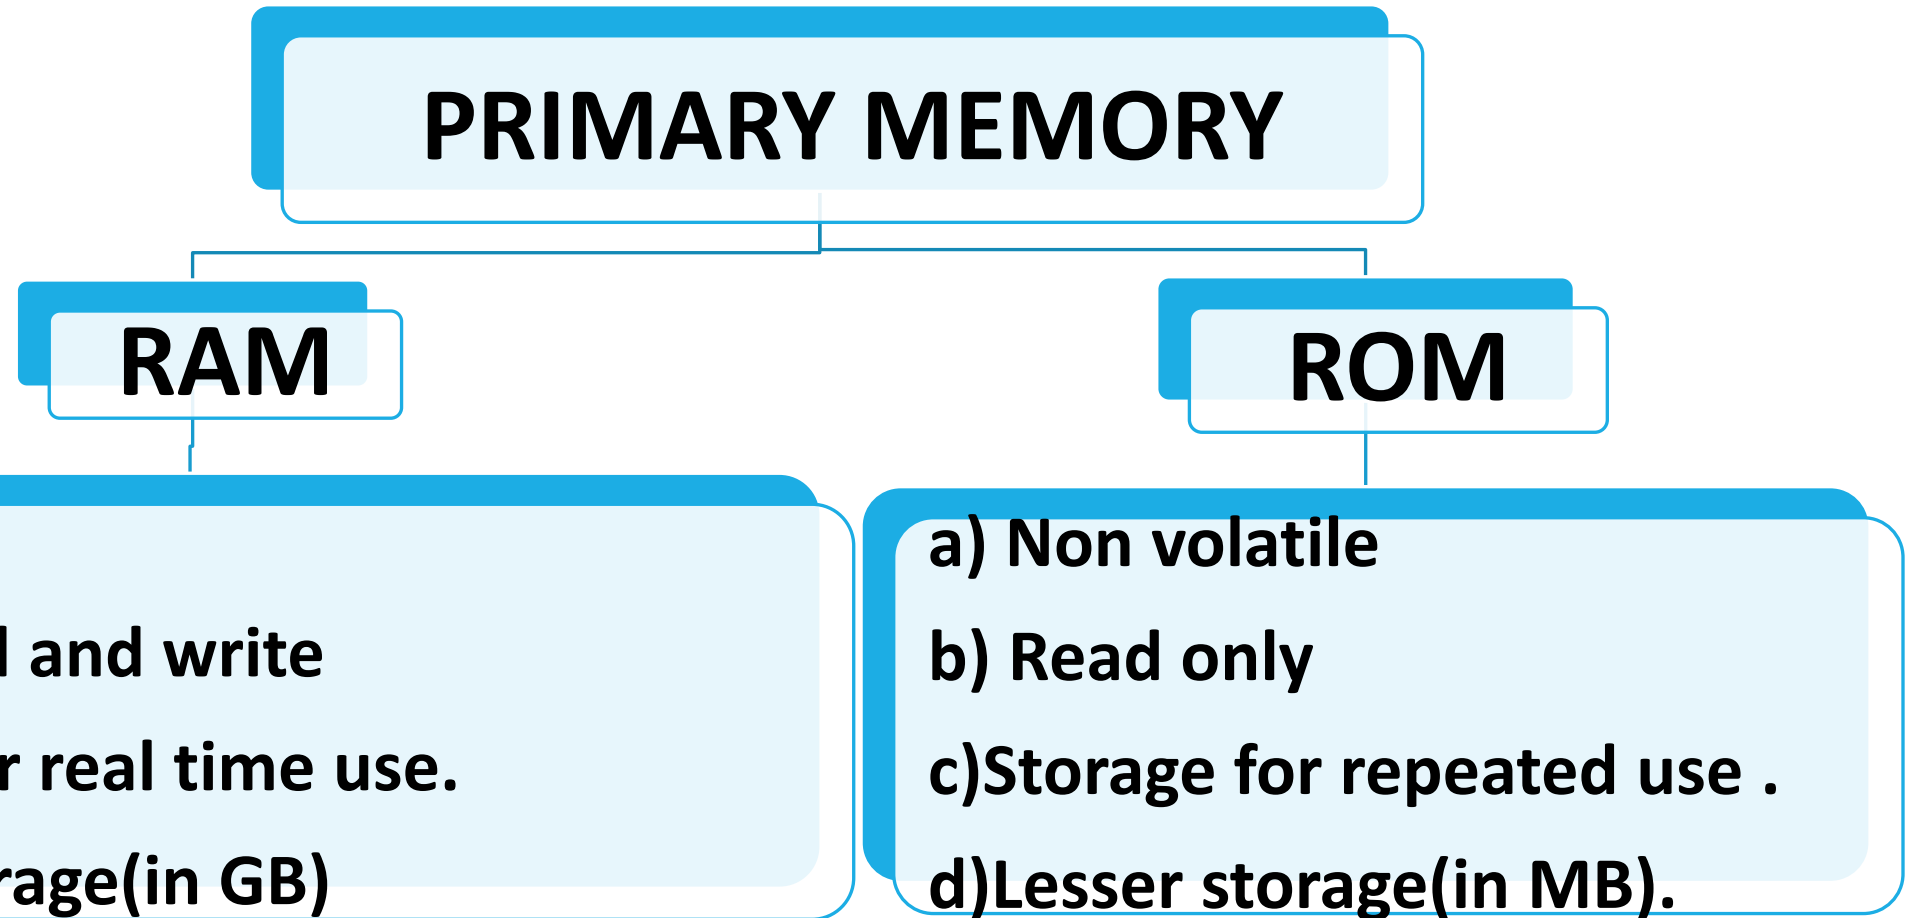 PRIMARY MEMORY
RAM
ROM
and write
real time use.
(in GB)
a) Non volatile
b) Read only
c)Storage for repeated use .
d)Lesser storage(in MB).